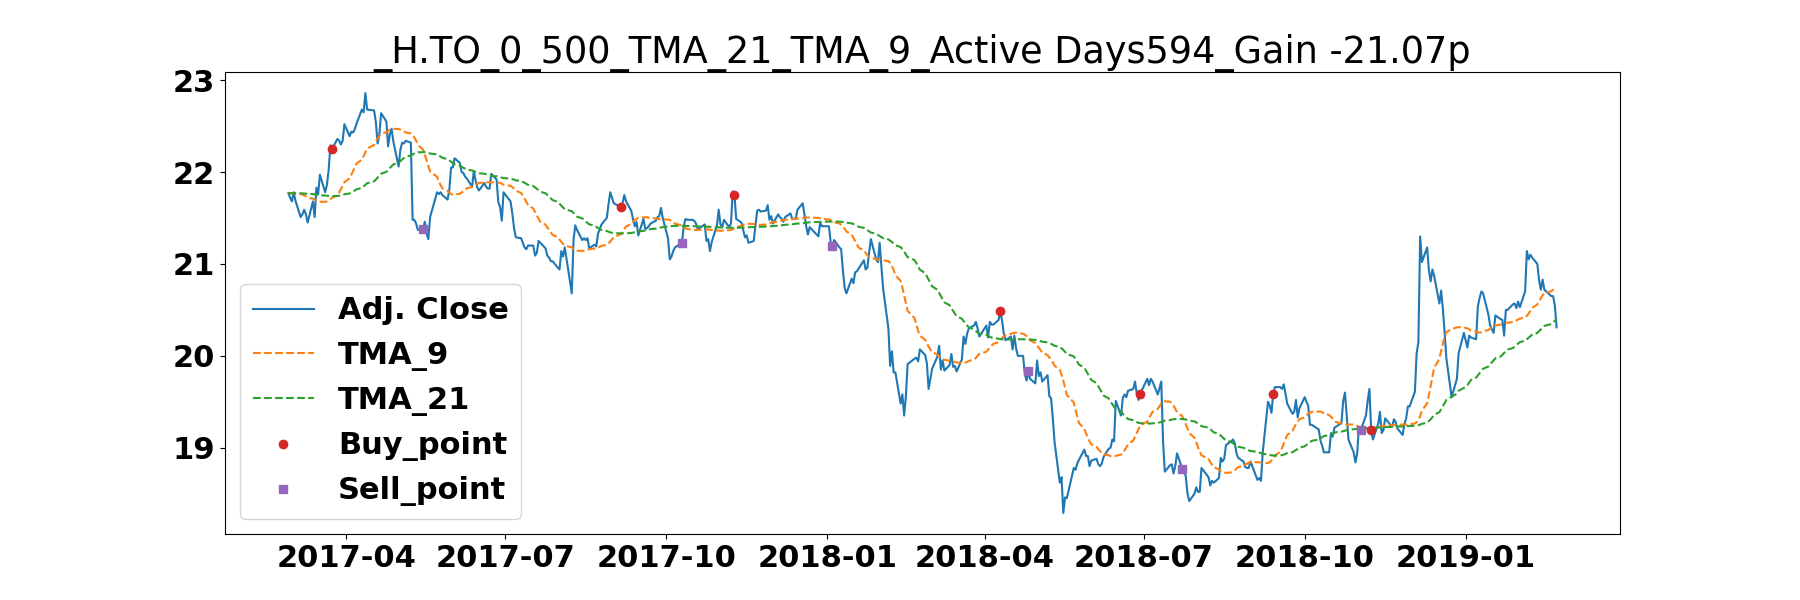 _H.TO_0_500_TMA_21_TMA_9_Active Days594_Gain -21.07p
23
22
21
20
19
Adj. Close
TMA_9
TMA_21
Buy_point
Sell_point
2017-04 2017-07 2017-10 2018-01 2018-04 2018-07 2018-10 2019-01